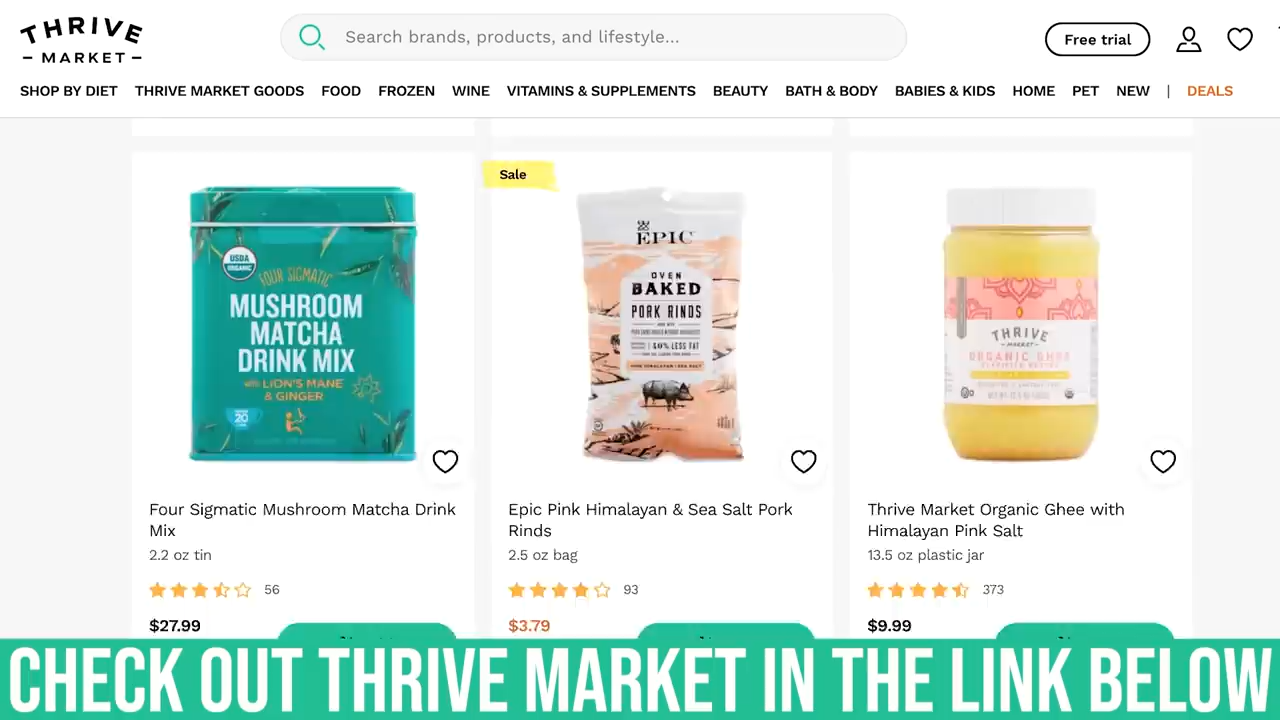 THRIVE
MARKET
Search brands, products, and lifestyle...
Free trial
SHOP BY DIET THRIVE MARKET GOODS FOOD FROZEN WINE VITAMINS & SUPPLEMENTS BEAUTY BATH & BODY BABIES & KIDS HOME PET NEW | DEALS
USDA
ORGANIC
FOUR SIGMATIC
MUSHROOM
MATCHA
DRINK MIX
with LION'S MANE
& GINGER
20
Sale
EPIC
OVEN
BAKED
PORK RINDS
40% LESS FAT
THRIVE
MARKET
ORGANIC GHEE
Four Sigmatic Mushroom Matcha Drink
Mix
2.2 oz tin
56
$27.99
Epic Pink Himalayan & Sea Salt Pork
Rinds
2.5 oz bag
93
$3.79
Thrive Market Organic Ghee with
Himalayan Pink Salt
13.5 oz plastic jar
373
$9.99
CHECK OUT THRIVE MARKET IN THE LINK BELOW